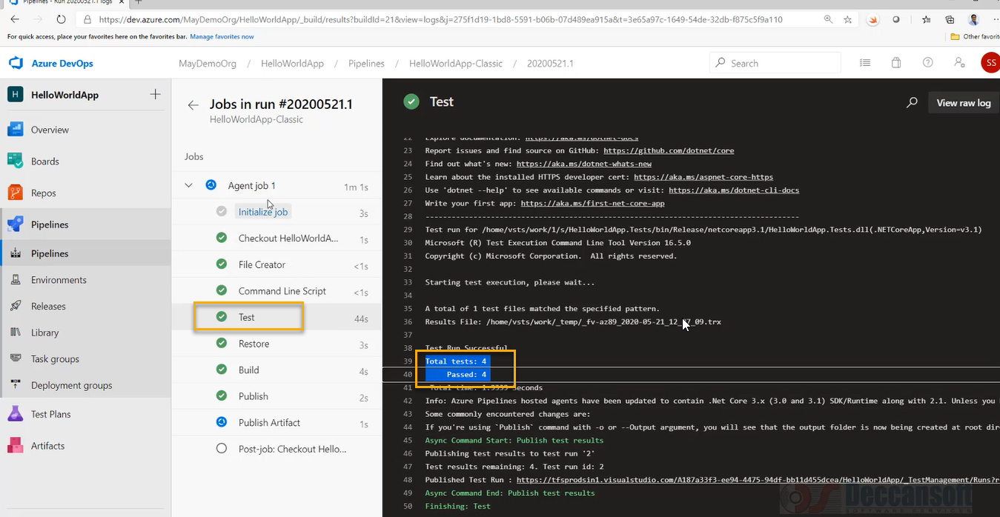 Pipelines - Run 20200521.1 logs
https://dev.azure.com/MayDemoOrg/HelloWorldApp/_build/results?buildId=21&view=logs&j=275f1d19-1bd8-5591-b06b-07d489ea915a&t=3e65a97c-1649-54de-32db-f875c5f9a110
For quick access, place your favorites here on the favorites bar. Manage favorites now
Other favorit
Azure DevOps
MayDemoOrg / HelloWorldApp / Pipelines / HelloWorldApp-Classic / 20200521.1
Search
SS
H HelloWorldApp
Overview
Boards
Repos
Pipelines
Pipelines
Environments
Releases
Library
Task groups
Deployment groups
Test Plans
Artifacts
Jobs in run #20200521.1
HelloWorldApp-Classic
Jobs
Agent job 1 1m 1s
Initialize job 3s
Checkout HelloWorldA... 1s
File Creator <1s
Command Line Script <1s
Test 44s
Restore 3s
Build 4s
Publish 2s
Publish Artifact 1s
Post-job: Checkout Hello...
Test
View raw log
22 Explore documentation: https://aka.ms/dotnet-docs
23 Report issues and find source on GitHub: https://github.com/dotnet/core
24 Find out what's new: https://aka.ms/dotnet-whats-new
25 Learn about the installed HTTPS developer cert: https://aka.ms/aspnet-core-https
26 Use 'dotnet --help' to see available commands or visit: https://aka.ms/dotnet-cli-docs
27 Write your first app: https://aka.ms/first-net-core-app
28 --------------------------------------------------------------------------------------
29 Test run for /home/vsts/work/1/s/HelloWorldApp.Tests/bin/Release/netcoreapp3.1/HelloWorldApp.Tests.dll(.NETCoreApp,Version=v3.1)
30 Microsoft (R) Test Execution Command Line Tool Version 16.5.0
31 Copyright (c) Microsoft Corporation. All rights reserved.
32
33 Starting test execution, please wait...
34
35 A total of 1 test files matched the specified pattern.
36 Results File: /home/vsts/work/_temp/_fv-az89_2020-05-21_12_ 7_09.trx
37
38 Test Run Successful
39 Total tests: 4
40 Passed: 4
41 Total time: 1.9999 Seconds
42 Info: Azure Pipelines hosted agents have been updated to contain .Net Core 3.x (3.0 and 3.1) SDK/Runtime along with 2.1. Unless you
43 Some commonly encountered changes are:
44 If you're using `Publish` command with -o or --Output argument, you will see that the output folder is now being created at root dir
45 Async Command Start: Publish test results
46 Publishing test results to test run '2'
47 Test results remaining: 4. Test run id: 2
48 Published Test Run : https://tfsprodsin1.visualstudio.com/A187a33f3-ee94-4475-94df-bb11d455dcea/HelloWorldApp/_TestManagement/Runs?r
49 Async Command End: Publish test results
50 Finishing: Test
Deccansoft
SOFTWARE SERVICES